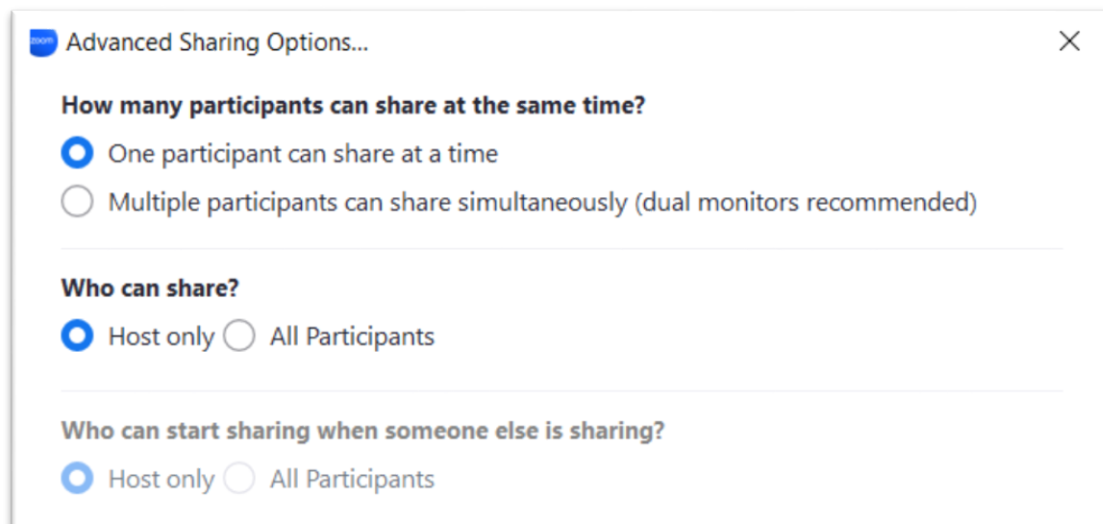 zoom Advanced Sharing Options...
How many participants can share at the same time?
One participant can share at a time
Multiple participants can share simultaneously (dual monitors recommended)
Who can share?
Host only All Participants
Who can start sharing when someone else is sharing?
Host only All Participants